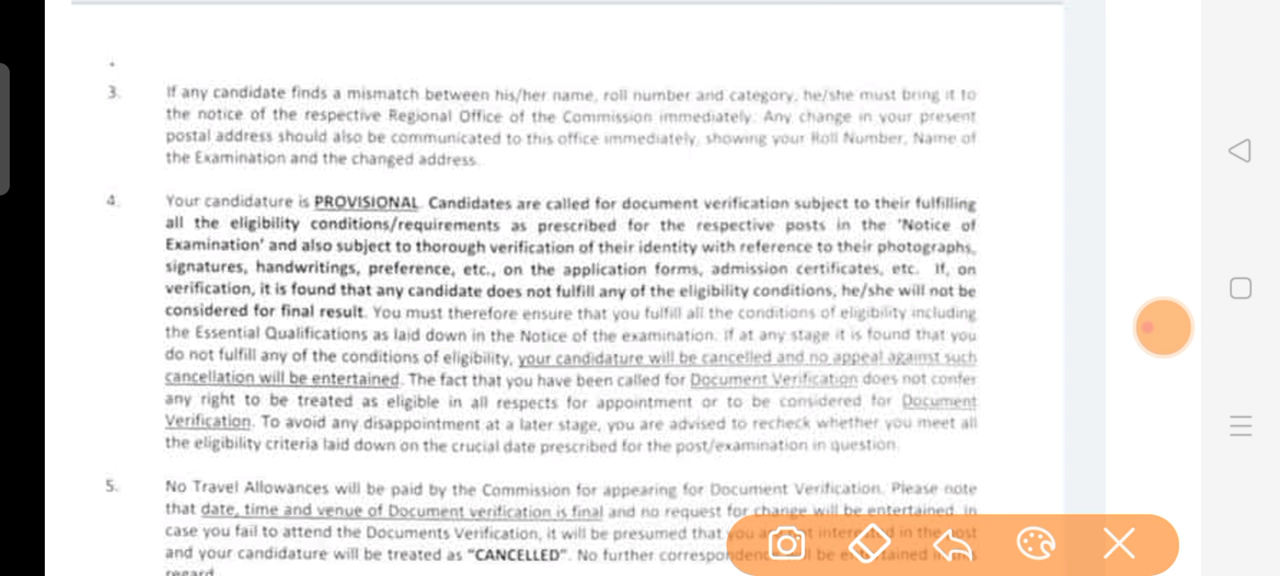 3. If any candidate finds a mismatch between his/her name, roll number and category, he/she must bring it to
the notice of the respective Regional Office of the Commission immediately. Any change in your present
postal address should also be communicated to this office immediately, showing your Roll Number, Name of
the Examination and the changed address.
4. Your candidature is PROVISIONAL. Candidates are called for document verification subject to their fulfilling
all the eligibility conditions/requirements as prescribed for the respective posts in the 'Notice of
Examination' and also subject to thorough verification of their identity with reference to their photographs,
signatures, handwritings, preference, etc., on the application forms, admission certificates, etc. If, on
verification, it is found that any candidate does not fulfill any of the eligibility conditions, he/she will not be
considered for final result. You must therefore ensure that you fulfill all the conditions of eligibility including
the Essential Qualifications as laid down in the Notice of the examination. If at any stage it is found that you
do not fulfill any of the conditions of eligibility, your candidature will be cancelled and no appeal against such
cancellation will be entertained. The fact that you have been called for Document Verification does not confer
any right to be treated as eligible in all respects for appointment or to be considered for Document
Verification. To avoid any disappointment at a later stage, you are advised to recheck whether you meet all
the eligibility criteria laid down on the crucial date prescribed for the post/examination in question.
5. No Travel Allowances will be paid by the Commission for appearing for Document Verification. Please note
that date, time and venue of Document verification is final and no request for change will be entertained. In
case you fail to attend the Documents Verification, it will be presumed that you in the
and your candidature will be treated as "CANCELLED". No further be
regard.